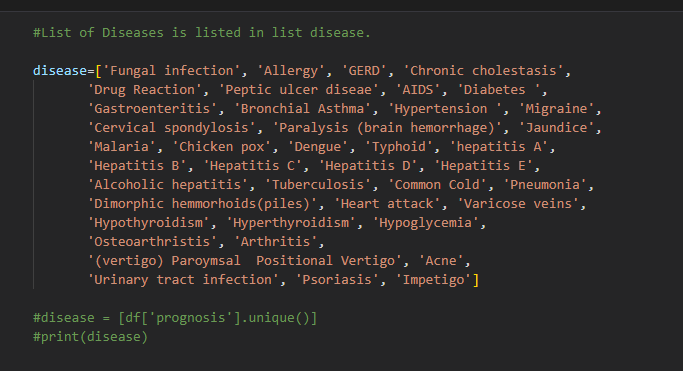 #List of Diseases is listed in list disease.
disease=['Fungal infection', 'Allergy', 'GERD', 'Chronic cholestasis',
'Drug Reaction', 'Peptic ulcer diseae', 'AIDS', 'Diabetes ',
'Gastroenteritis', 'Bronchial Asthma', 'Hypertension ', 'Migraine',
'Cervical spondylosis', 'Paralysis (brain hemorrhage)', 'Jaundice',
'Malaria', 'Chicken pox', 'Dengue', 'Typhoid', 'hepatitis A',
'Hepatitis B', 'Hepatitis C', 'Hepatitis D', 'Hepatitis E',
'Alcoholic hepatitis', 'Tuberculosis', 'Common Cold', 'Pneumonia',
'Dimorphic hemmorhoids(piles)', 'Heart attack', 'Varicose veins',
'Hypothyroidism', 'Hyperthyroidism', 'Hypoglycemia',
'Osteoarthristis', 'Arthritis',
'(vertigo) Paroymsal  Positional Vertigo', 'Acne',
'Urinary tract infection', 'Psoriasis', 'Impetigo']
#disease = [df['prognosis'].unique()]
#print(disease)